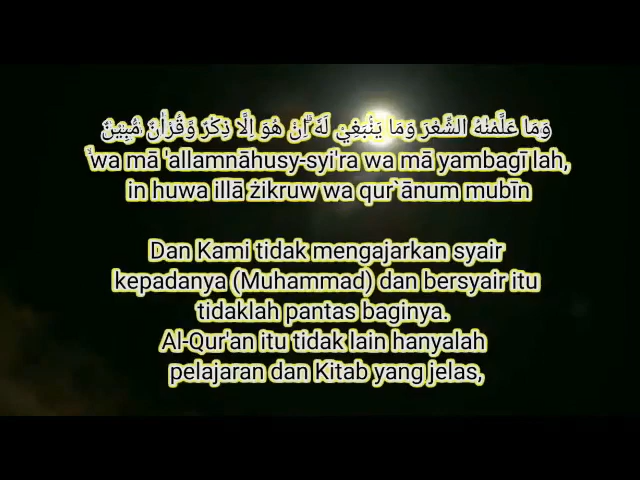 وَمَا عَلَّمْنٰهُ الشِّعْرَ وَمَا يَنْۢبَغِيْ لَهٗ ۗاِنْ هُوَ اِلَّا ذِكْرٌ وَّقُرْاٰنٌ مُّبِيْنٌ ۙ
wa mā 'allamnāhusy-syi'ra wa mā yambagī lah,
in huwa illā żikruw wa qur`ānum mubīn
Dan Kami tidak mengajarkan syair
kepadanya (Muhammad) dan bersyair itu
tidaklah pantas baginya.
Al-Qur'an itu tidak lain hanyalah
pelajaran dan Kitab yang jelas,